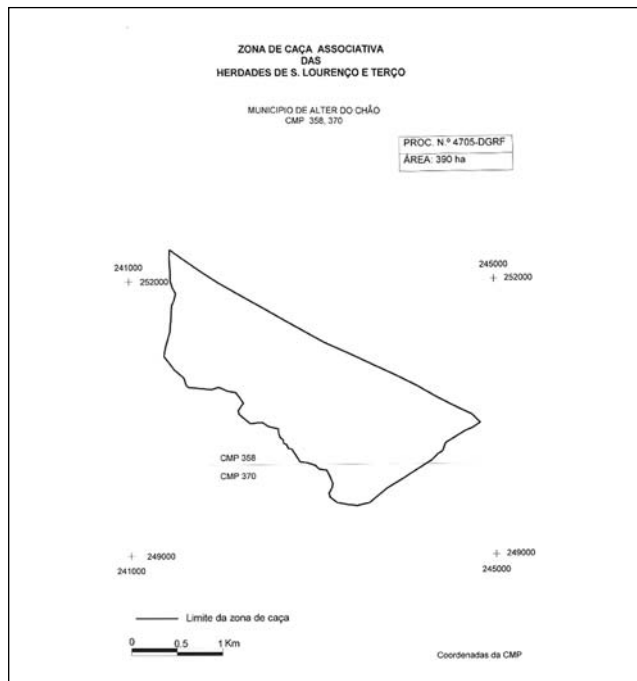 ZONA DE CAÇA ASSOCIATIVA
DAS
HERDADES DE S. LOURENÇO E TERÇO
MUNICIPIO DE ALTER DO CHÃO
CMP 358, 370
PROC. N.º 4705-DGRF
ÁREA: 390 ha
241000
252000
245000
252000
CMP 358
CMP 370
249000
241000
249000
245000
Limite da zona de caça
0 0.5 1 Km
Coordenadas da CMP